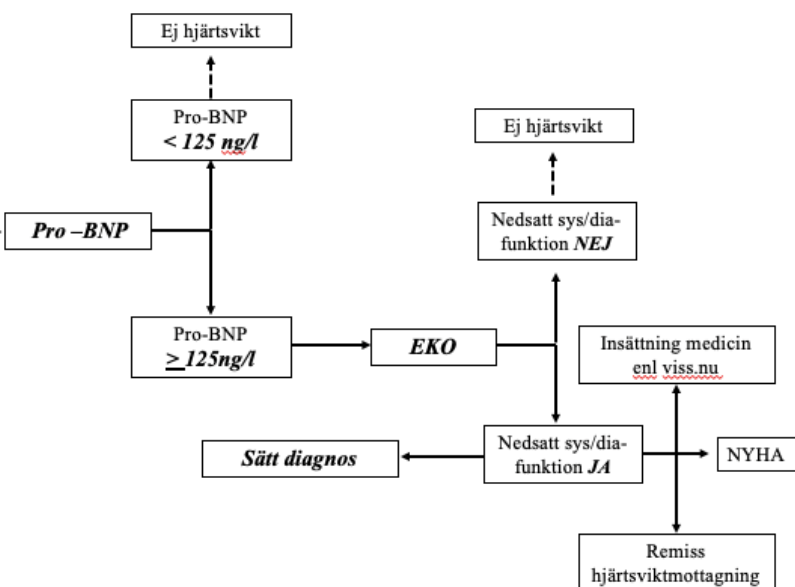 Ej hjärtsvikt
Pro-BNP
< 125 ng/l
Pro –BNP
Pro-BNP
≥ 125ng/l
EKO
Ej hjärtsvikt
Nedsatt sys/dia-
funktion NEJ
Nedsatt sys/dia-
funktion JA
Sätt diagnos
Insättning medicin
enl viss.nu
NYHA
Remiss
hjärtsviktmottagning